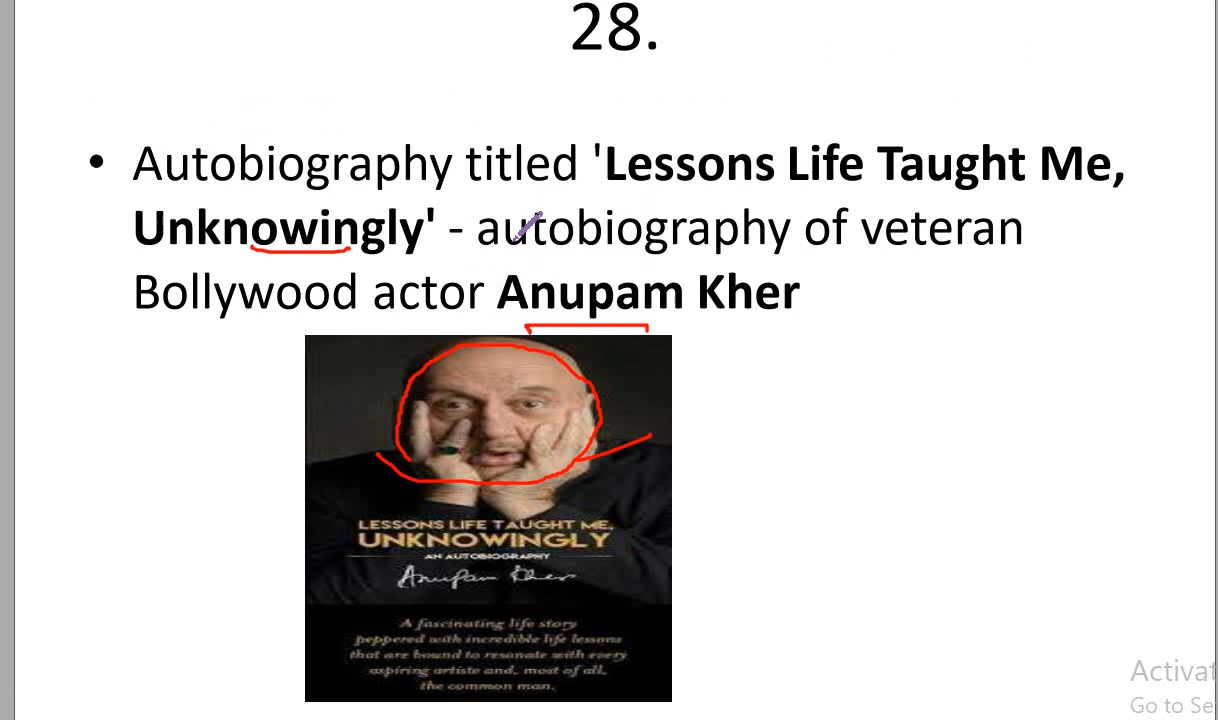 28.
• Autobiography titled 'Lessons Life Taught Me,
Unknowingly' - autobiography of veteran
Bollywood actor Anupam Kher
LESSONS LIFE TAUGHT ME,
UNKNOWINGLY
AN AUTOBIOGRAPHY
Anupam Kher
A fascinating life story
peppered with incredible life lessons
that are bound to resonate with every
aspiring artiste and, most of all,
the common man.
Activat
Go to Se